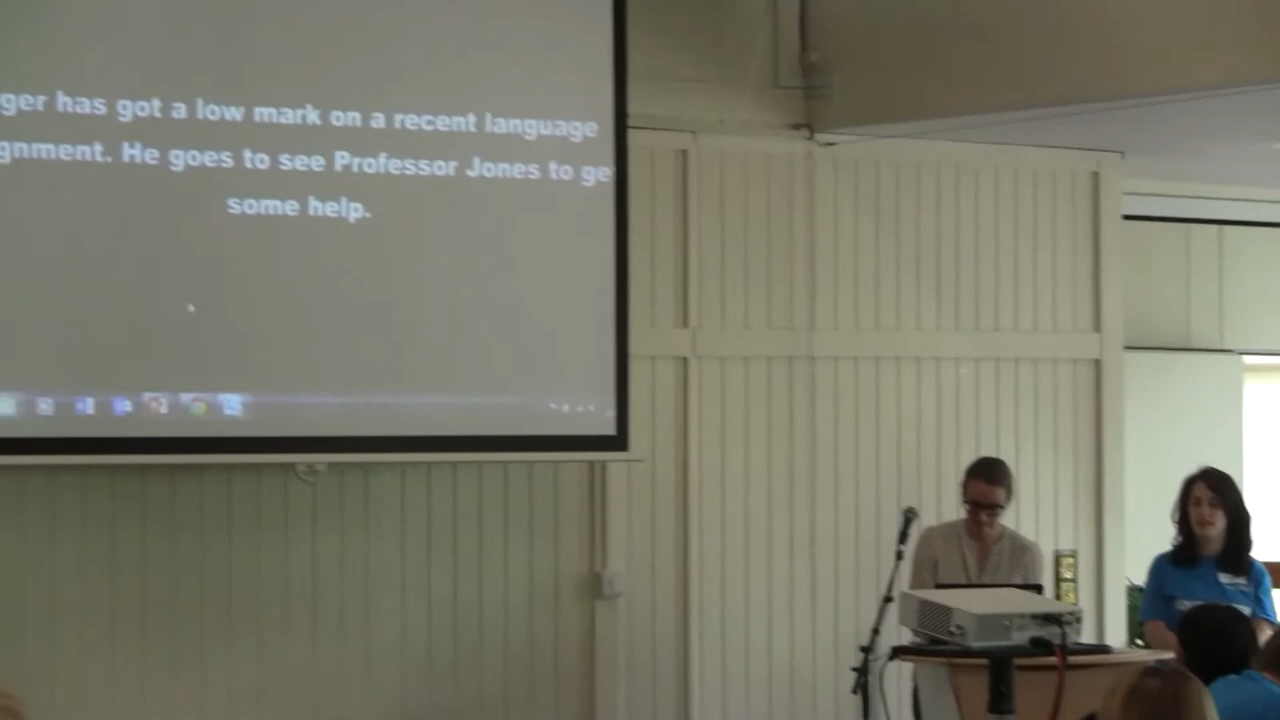 ger has got a low mark on a recent language
gnment. He goes to see Professor Jones to ge
some help.